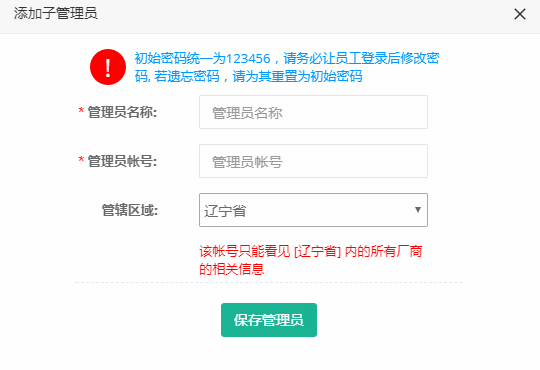 添加子管理员
初始密码统一为123456，请务必让员工登录后修改密
码, 若遗忘密码，请为其重置为初始密码
* 管理员名称:
管理员名称
* 管理员帐号:
管理员帐号
管辖区域:
辽宁省
该帐号只能看见 [辽宁省] 内的所有厂商
的相关信息
保存管理员